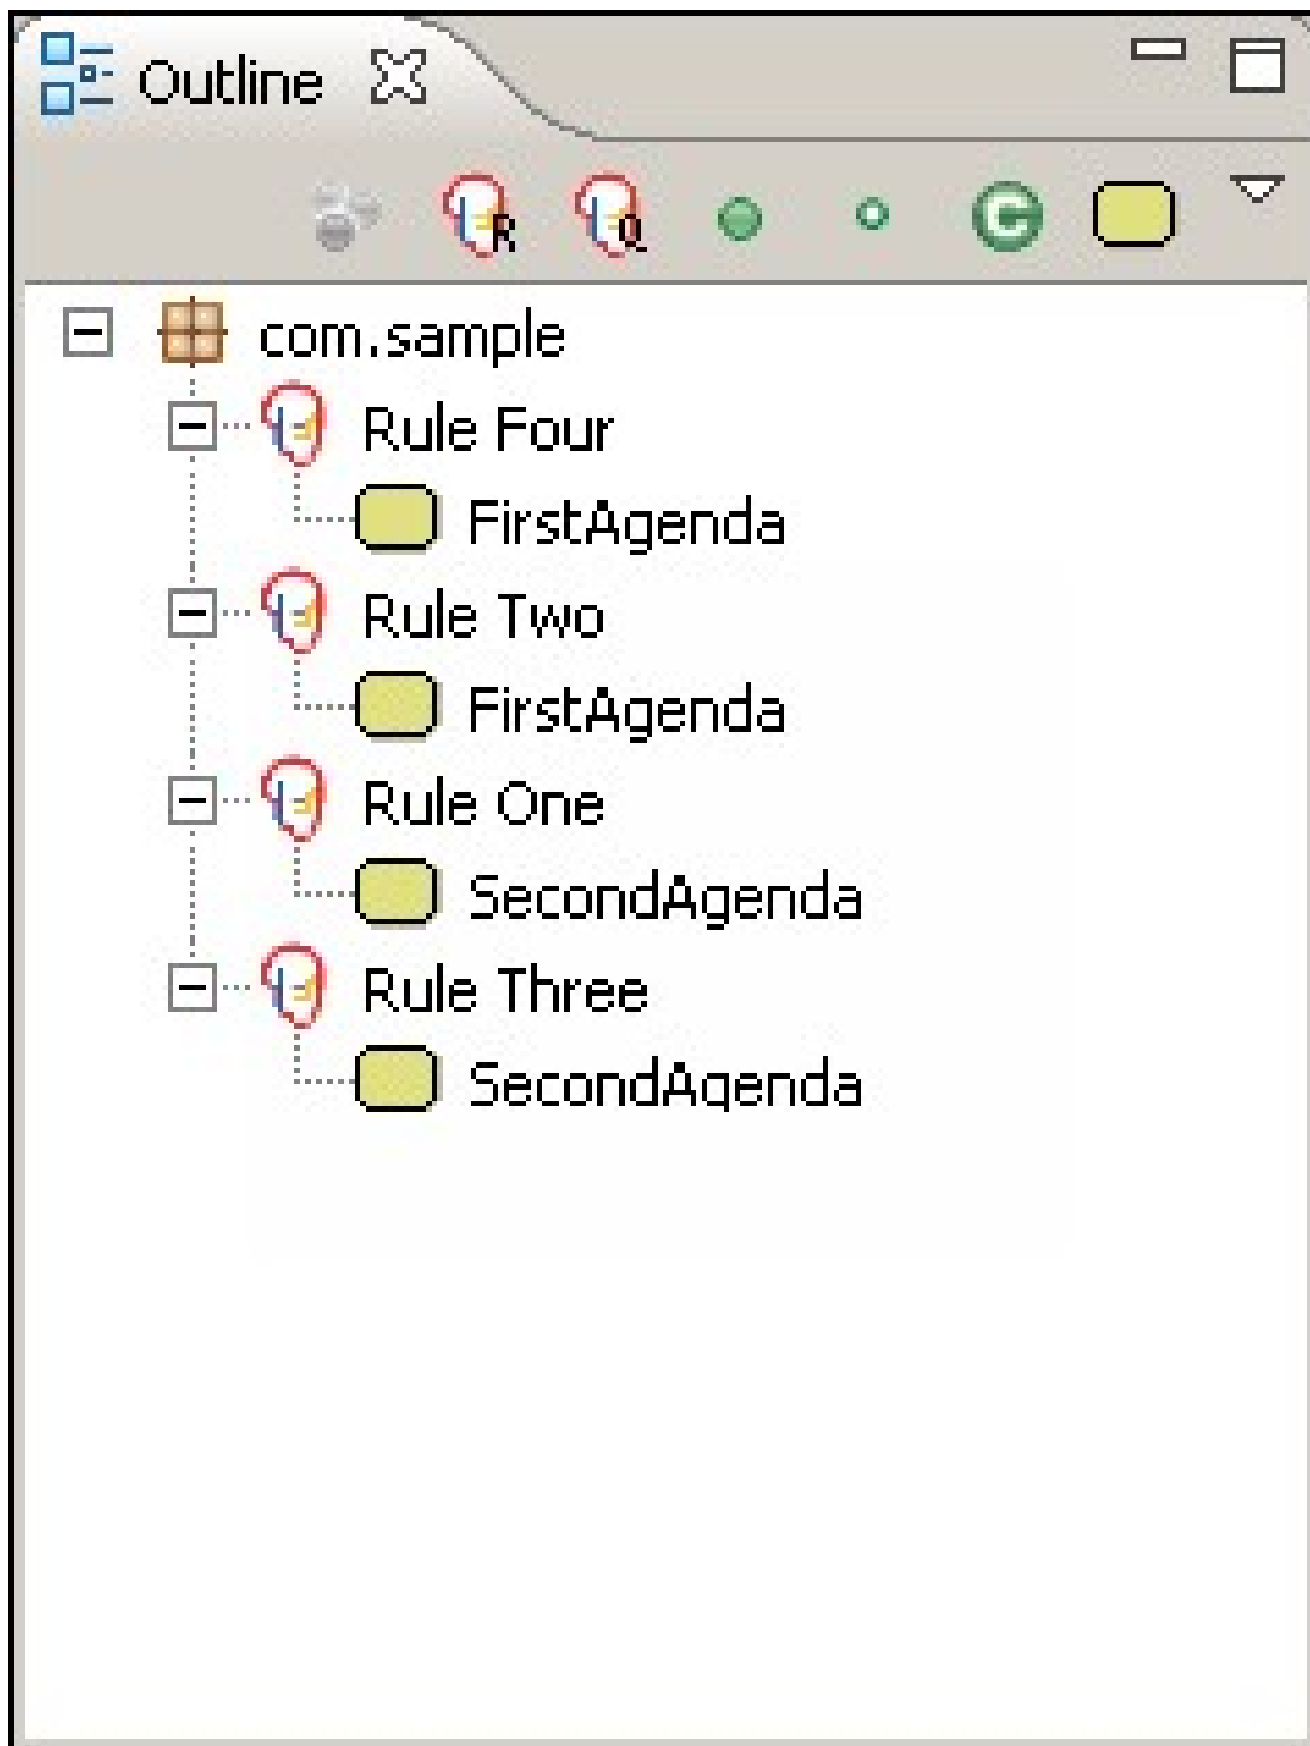 Outline
R Q C
com.sample
Rule Four
FirstAgenda
Rule Two
FirstAgenda
Rule One
SecondAgenda
Rule Three
SecondAgenda